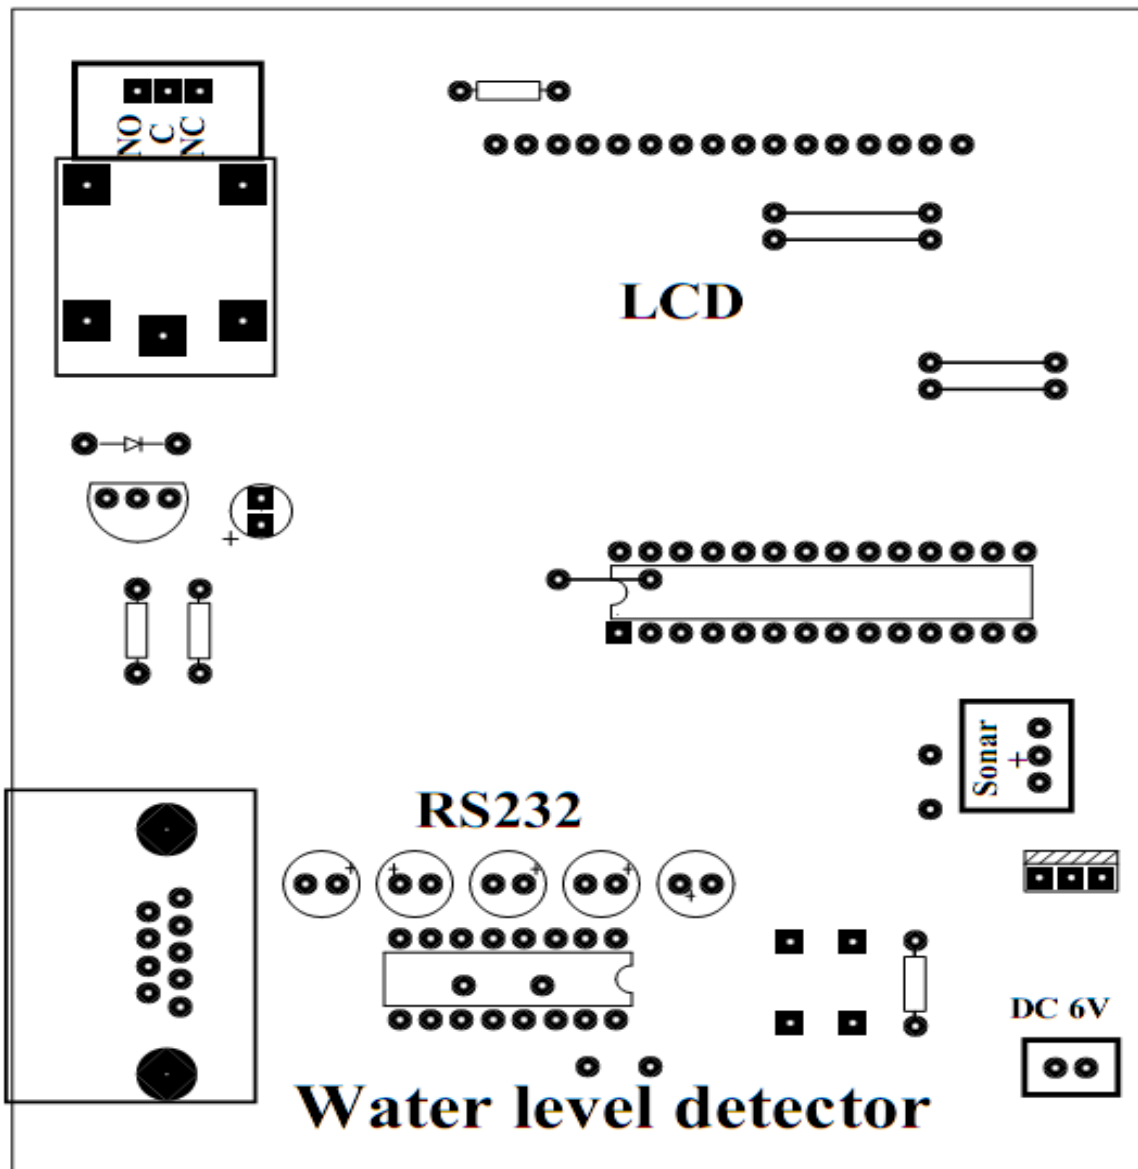 NO
C
NC
LCD
Sonar
+
+
RS232
+
+
+
+
+
DC 6V
Water level detector